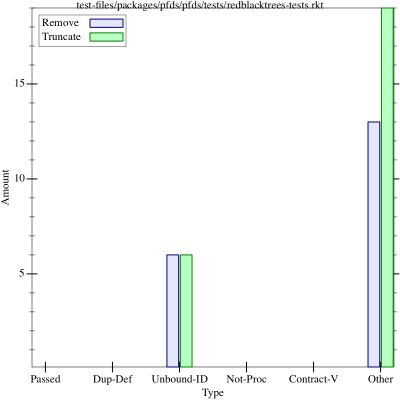 test-files/packages/pfds/pfds/tests/redblacktrees-tests.rkt
Remove
Truncate
15
10
5
Amount
Passed Dup-Def Unbound-ID Not-Proc Contract-V Other
Type